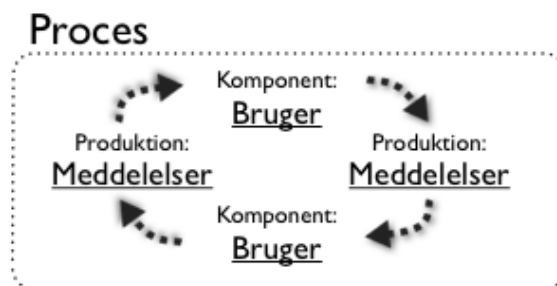 Proces
Komponent:
Bruger
Produktion:
Meddelelser
Produktion:
Meddelelser
Komponent:
Bruger